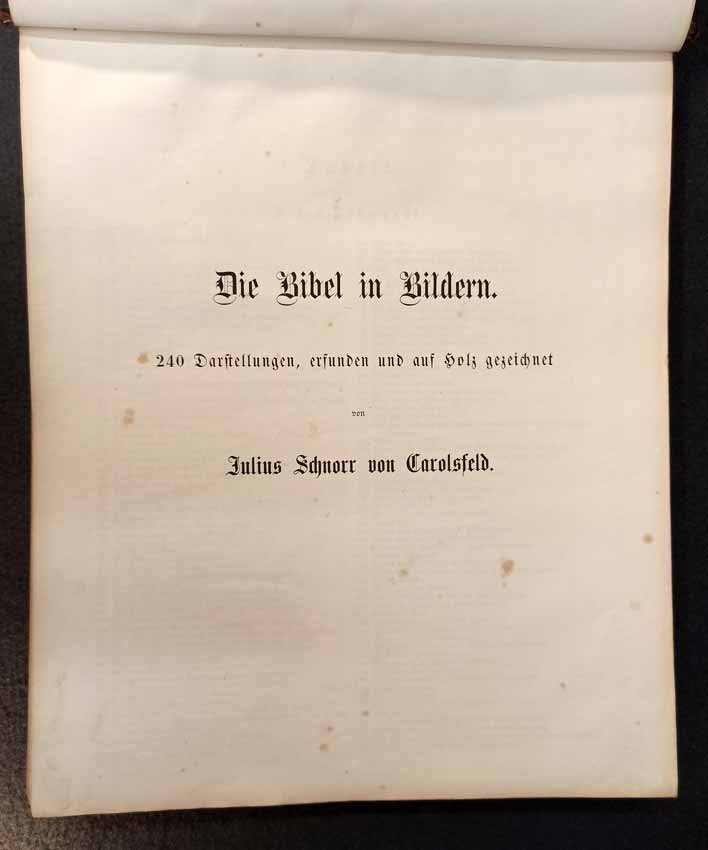 Die Bibel in Bildern.
240 Darstellungen, erfunden und auf Holz gezeichnet
von
Julius Schnorr von Carolsfeld.